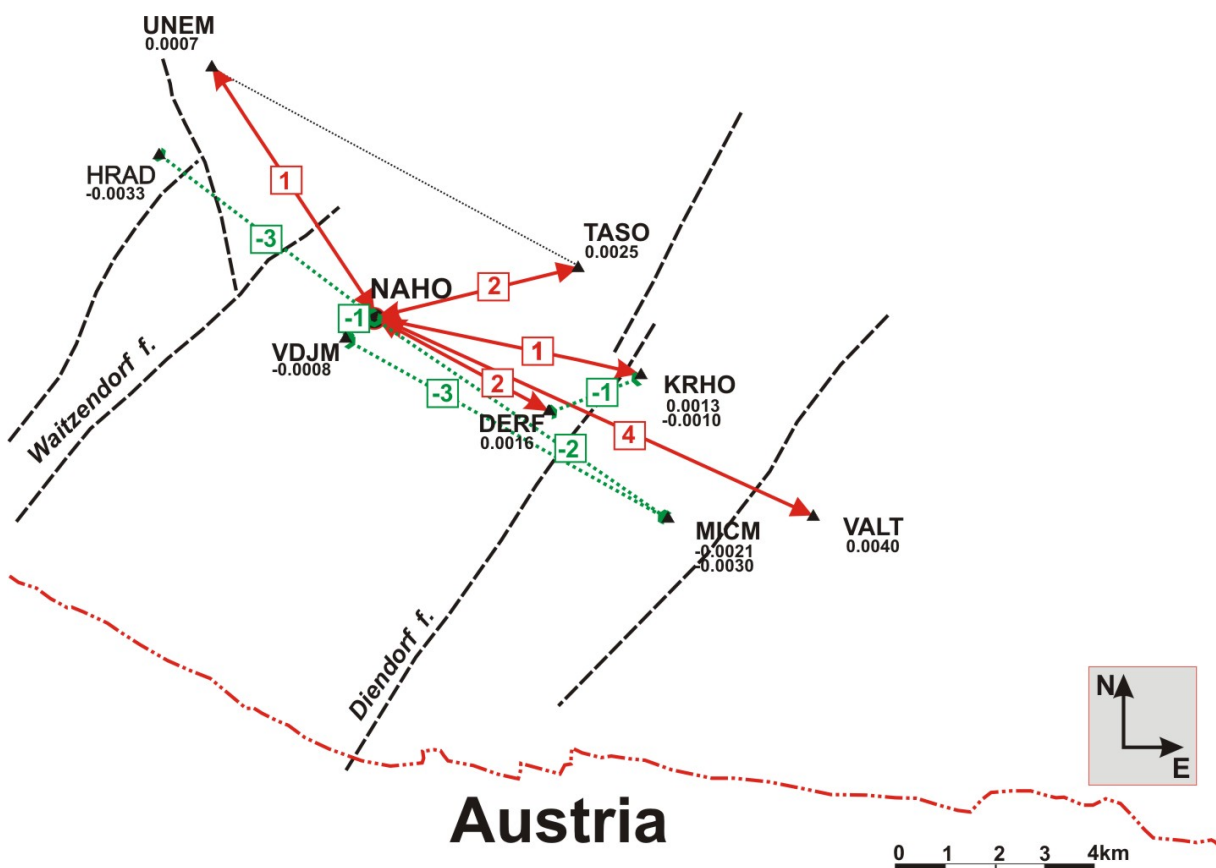 UNEM
0.0007
HRAD
-0.0033
1
-3
TASO
0.0025
2
NAHO
-1
VDJM
-0.0008
1
KRHO
0.0013
-0.0010
-3
2
-1
DERF
0.0016
4
-2
Waitzendorf f.
MICM
-0.0021
-0.0030
VALT
0.0040
Diendorf f.
N
E
Austria
0 1 2 3 4km